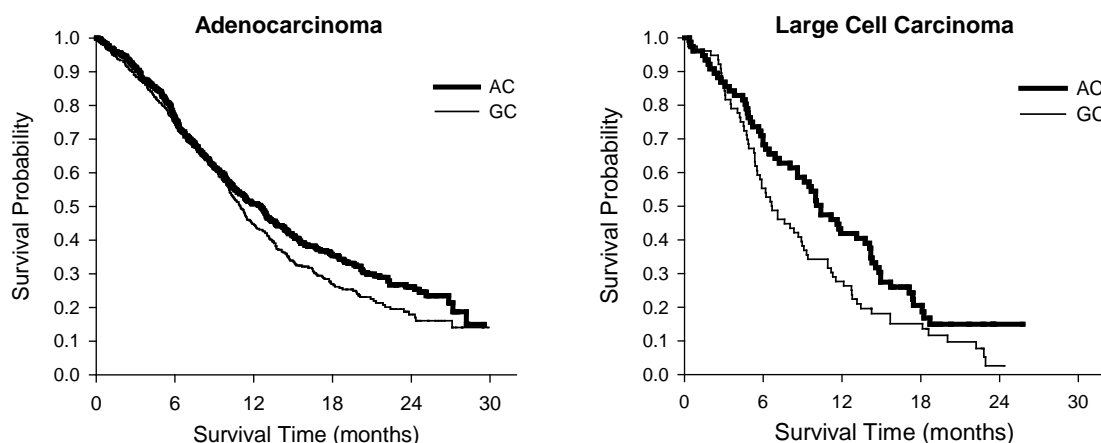 Adenocarcinoma
Survival Probability
1.0
0.9
0.8
0.7
0.6
0.5
0.4
0.3
0.2
0.1
0.0
AC
GC
0 6 12 18 24 30
Survival Time (months)
Large Cell Carcinoma
Survival Probability
1.0
0.9
0.8
0.7
0.6
0.5
0.4
0.3
0.2
0.1
0.0
AC
GC
0 6 12 18 24 30
Survival Time (months)